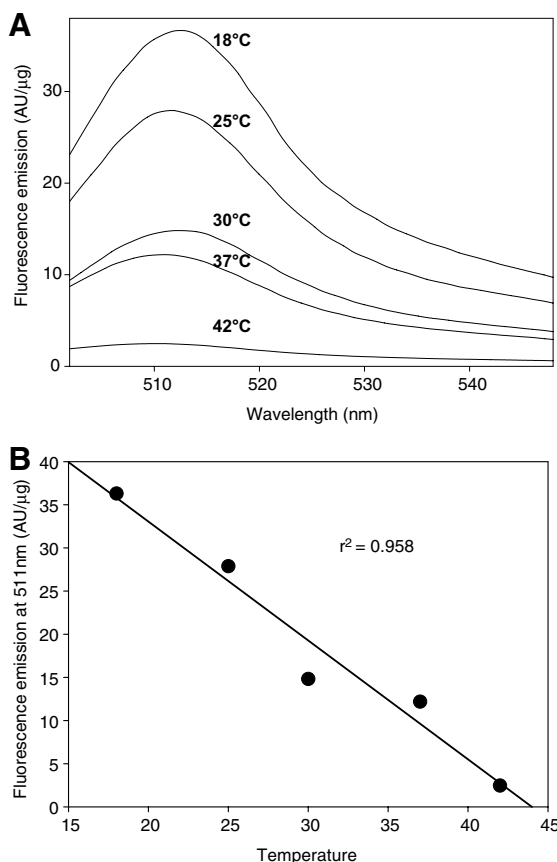 A
Fluorescence emission (AU/μg)
30
20
10
0
18°C
25°C
30°C
37°C
42°C
510 520 530 540
Wavelength (nm)
B
Fluorescence emission at 511nm (AU/μg)
40
35
30
25
20
15
10
5
0
r² = 0.958
15 20 25 30 35 40 45
Temperature